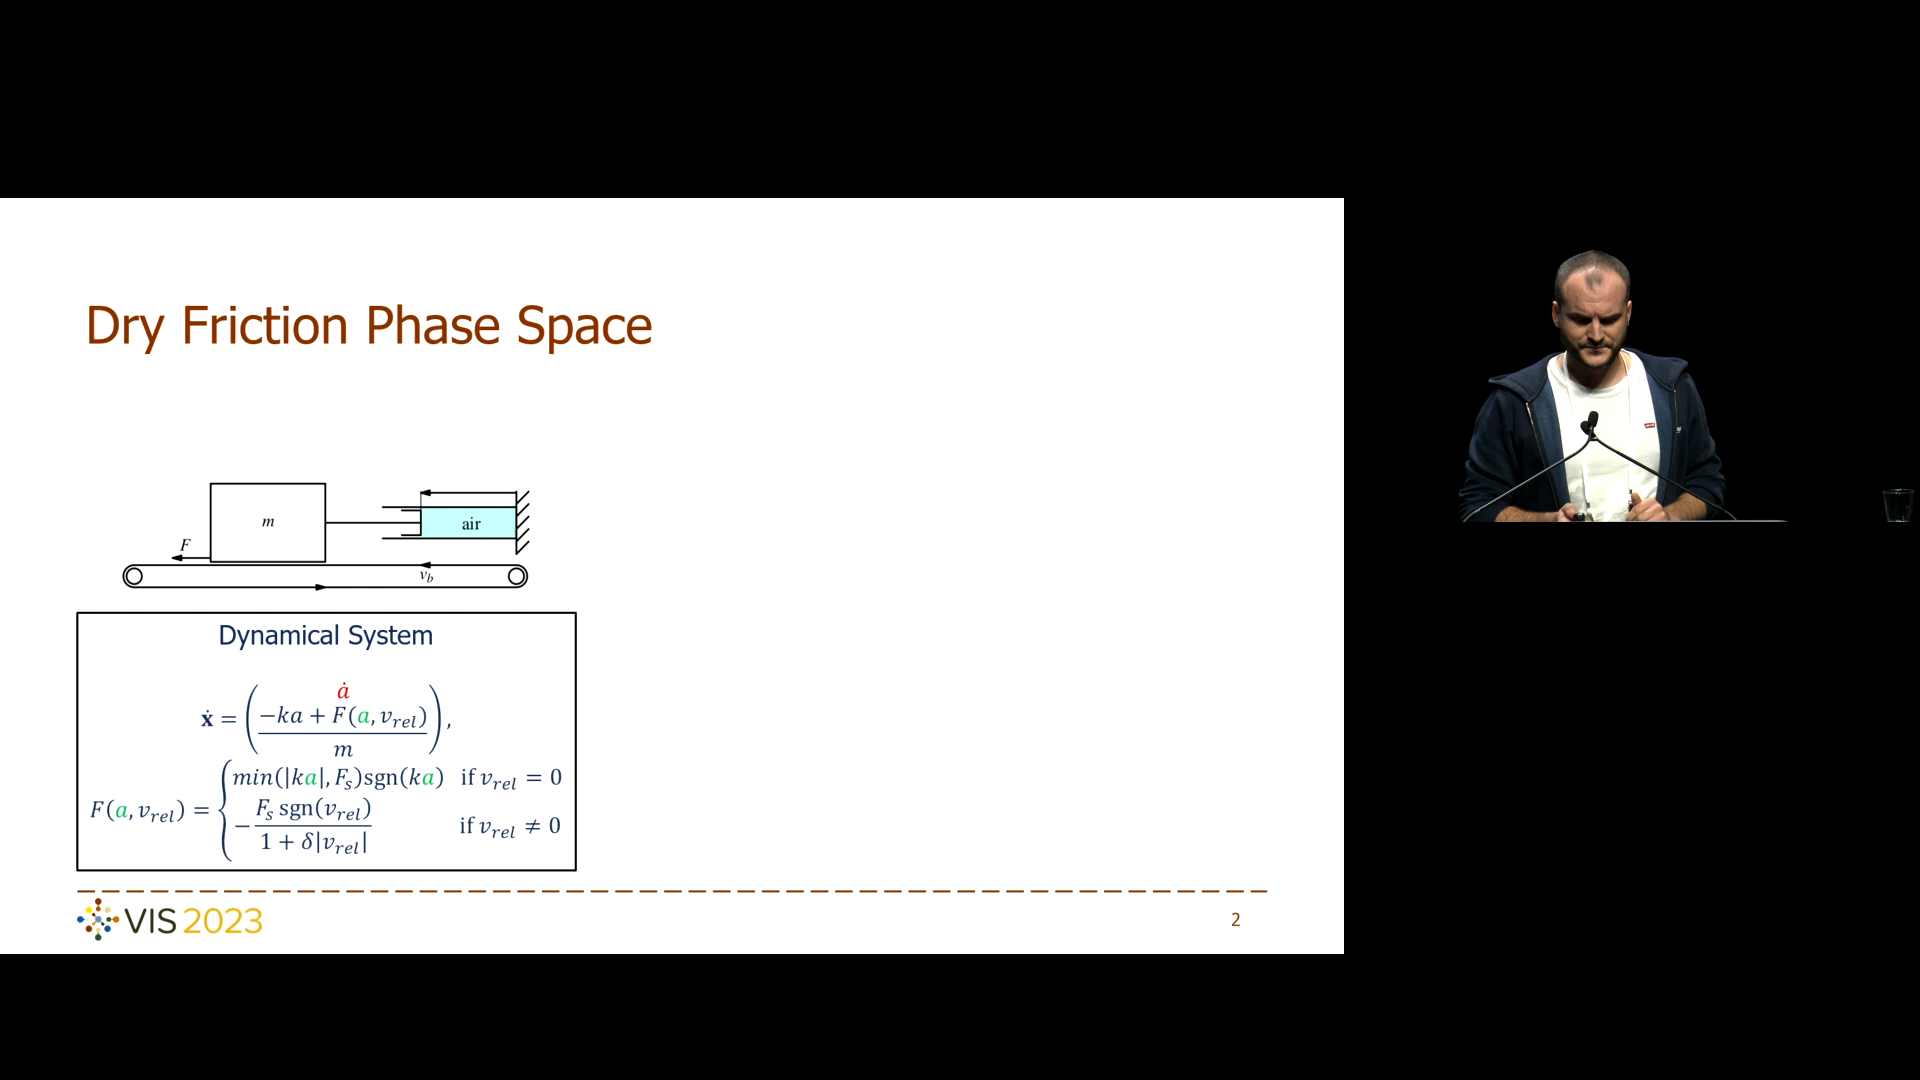 Dry Friction Phase Space
m
air
F
v_b
Dynamical System
ẋ = ( ȧ
(−ka + F(a, v_rel)) / m ),
F(a, v_rel) = { min(|ka|, F_s)sgn(ka) if v_rel = 0
−(F_s sgn(v_rel)) / (1 + δ|v_rel|) if v_rel ≠ 0
VIS 2023
2